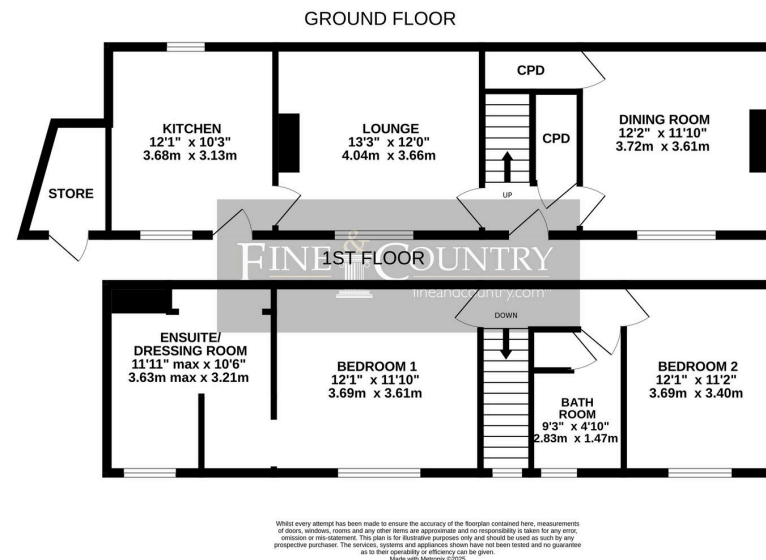 GROUND FLOOR
KITCHEN
12'1" x 10'3"
3.68m x 3.13m
LOUNGE
13'3" x 12'0"
4.04m x 3.66m
CPD
CPD
DINING ROOM
12'2" x 11'10"
3.72m x 3.61m
STORE
UP
FINE & COUNTRY
fineandcountry.com™
1ST FLOOR
DOWN
ENSUITE/
DRESSING ROOM
11'11" max x 10'6"
3.63m max x 3.21m
BEDROOM 1
12'1" x 11'10"
3.69m x 3.61m
BATH
ROOM
9'3" x 4'10"
2.83m x 1.47m
BEDROOM 2
12'1" x 11'2"
3.69m x 3.40m
Whilst every attempt has been made to ensure the accuracy of the floorplan contained here, measurements
of doors, windows, rooms and any other items are approximate and no responsibility is taken for any error,
omission or mis-statement. This plan is for illustrative purposes only and should be used as such by any
prospective purchaser. The services, systems and appliances shown have not been tested and no guarantee
as to their operability or efficiency can be given.
Made with Metropix ©2025